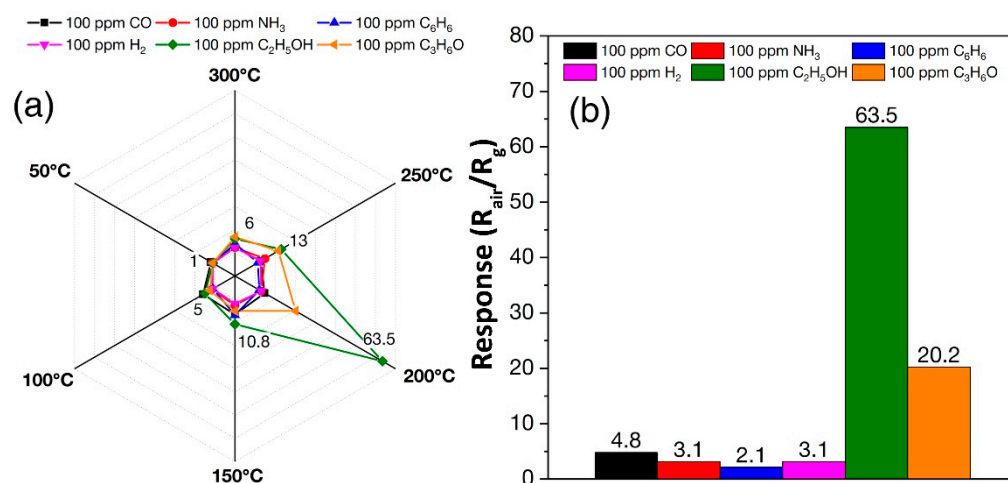 100 ppm CO 100 ppm NH₃ 100 ppm C₆H₆
100 ppm H₂ 100 ppm C₂H₅OH 100 ppm C₃H₆O
(a)
300°C
50°C
250°C
6
13
1
5
10.8
63.5
100°C
200°C
150°C
(b)
Response (R_air/R_g)
80
70
60
50
40
30
20
10
0
100 ppm CO 100 ppm NH₃ 100 ppm C₆H₆
100 ppm H₂ 100 ppm C₂H₅OH 100 ppm C₃H₆O
4.8
3.1
2.1
3.1
63.5
20.2